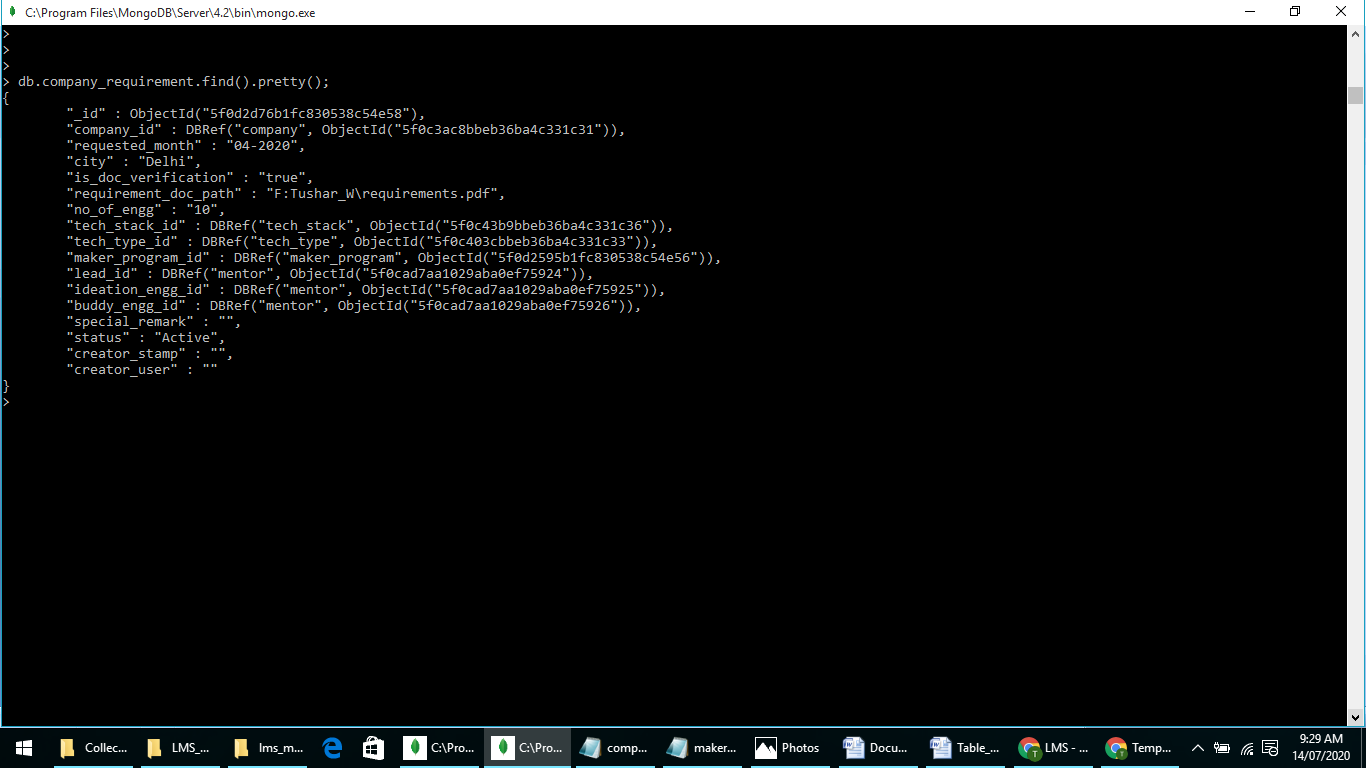 C:\Program Files\MongoDB\Server\4.2\bin\mongo.exe
>
>
>
> db.company_requirement.find().pretty();
{
"_id" : ObjectId("5f0d2d76b1fc830538c54e58"),
"company_id" : DBRef("company", ObjectId("5f0c3ac8bbeb36ba4c331c31")),
"requested_month" : "04-2020",
"city" : "Delhi",
"is_doc_verification" : "true",
"requirement_doc_path" : "F:Tushar_W\requirements.pdf",
"no_of_engg" : "10",
"tech_stack_id" : DBRef("tech_stack", ObjectId("5f0c43b9bbeb36ba4c331c36")),
"tech_type_id" : DBRef("tech_type", ObjectId("5f0c403cbbeb36ba4c331c33")),
"maker_program_id" : DBRef("maker_program", ObjectId("5f0d2595b1fc830538c54e56")),
"lead_id" : DBRef("mentor", ObjectId("5f0cad7aa1029aba0ef75924")),
"ideation_engg_id" : DBRef("mentor", ObjectId("5f0cad7aa1029aba0ef75925")),
"buddy_engg_id" : DBRef("mentor", ObjectId("5f0cad7aa1029aba0ef75926")),
"special_remark" : "",
"status" : "Active",
"creator_stamp" : "",
"creator_user" : ""
}
>
Collec... LMS_... lms_m... C:\Pro... C:\Pro... comp... maker... Photos Docu... Table_... LMS - ... Temp... 9:29 AM
14/07/2020